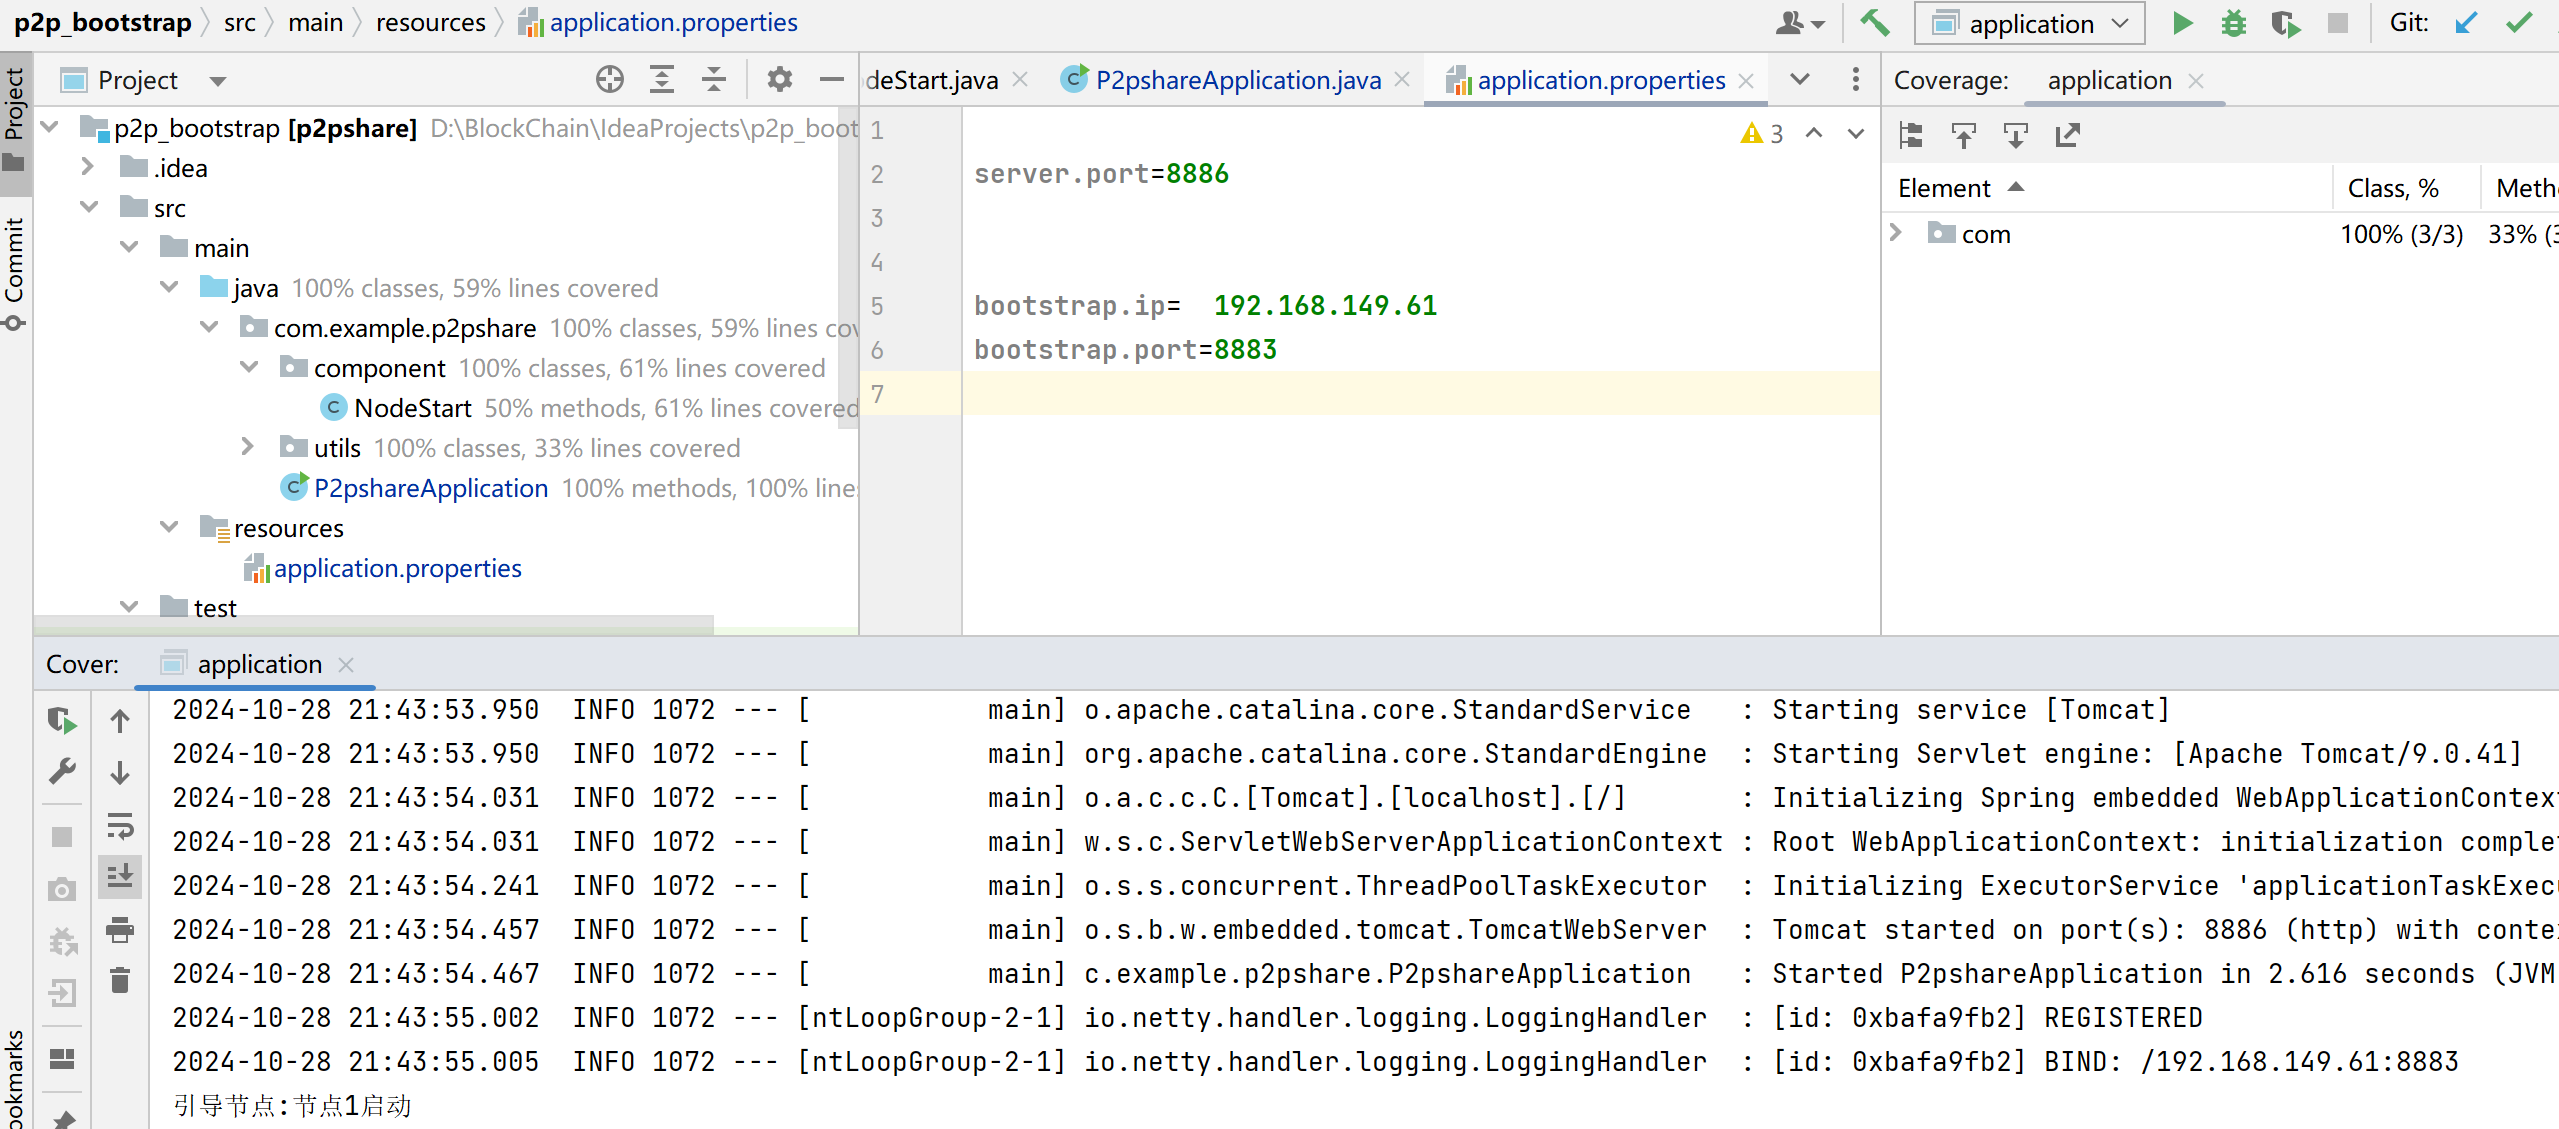 p2p_bootstrap src main resources application.properties
application
Git:
Project
Commit
Project
deStart.java
P2pshareApplication.java
application.properties
Coverage: application
p2p_bootstrap [p2pshare] D:\BlockChain\IdeaProjects\p2p_boot
.idea
src
main
java 100% classes, 59% lines covered
com.example.p2pshare 100% classes, 59% lines cov
component 100% classes, 61% lines covered
NodeStart 50% methods, 61% lines covered
utils 100% classes, 33% lines covered
P2pshareApplication 100% methods, 100% line
resources
application.properties
test
3
1
2 server.port=8886
3
4
5 bootstrap.ip=  192.168.149.61
6 bootstrap.port=8883
7
Element Class, % Meth
com 100% (3/3) 33% (3
Cover: application
2024-10-28 21:43:53.950  INFO 1072 --- [           main] o.apache.catalina.core.StandardService   : Starting service [Tomcat]
2024-10-28 21:43:53.950  INFO 1072 --- [           main] org.apache.catalina.core.StandardEngine  : Starting Servlet engine: [Apache Tomcat/9.0.41]
2024-10-28 21:43:54.031  INFO 1072 --- [           main] o.a.c.c.C.[Tomcat].[localhost].[/]       : Initializing Spring embedded WebApplicationContext
2024-10-28 21:43:54.031  INFO 1072 --- [           main] w.s.c.ServletWebServerApplicationContext : Root WebApplicationContext: initialization complet
2024-10-28 21:43:54.241  INFO 1072 --- [           main] o.s.s.concurrent.ThreadPoolTaskExecutor  : Initializing ExecutorService 'applicationTaskExecu
2024-10-28 21:43:54.457  INFO 1072 --- [           main] o.s.b.w.embedded.tomcat.TomcatWebServer  : Tomcat started on port(s): 8886 (http) with contex
2024-10-28 21:43:54.467  INFO 1072 --- [           main] c.example.p2pshare.P2pshareApplication   : Started P2pshareApplication in 2.616 seconds (JVM
2024-10-28 21:43:55.002  INFO 1072 --- [ntLoopGroup-2-1] io.netty.handler.logging.LoggingHandler  : [id: 0xbafa9fb2] REGISTERED
2024-10-28 21:43:55.005  INFO 1072 --- [ntLoopGroup-2-1] io.netty.handler.logging.LoggingHandler  : [id: 0xbafa9fb2] BIND: /192.168.149.61:8883
引导节点:节点1启动
ookmarks